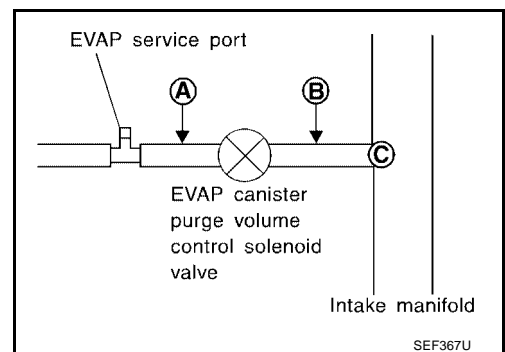 EVAP service port
A
B
C
EVAP canister
purge volume
control solenoid
valve
Intake manifold
SEF367U